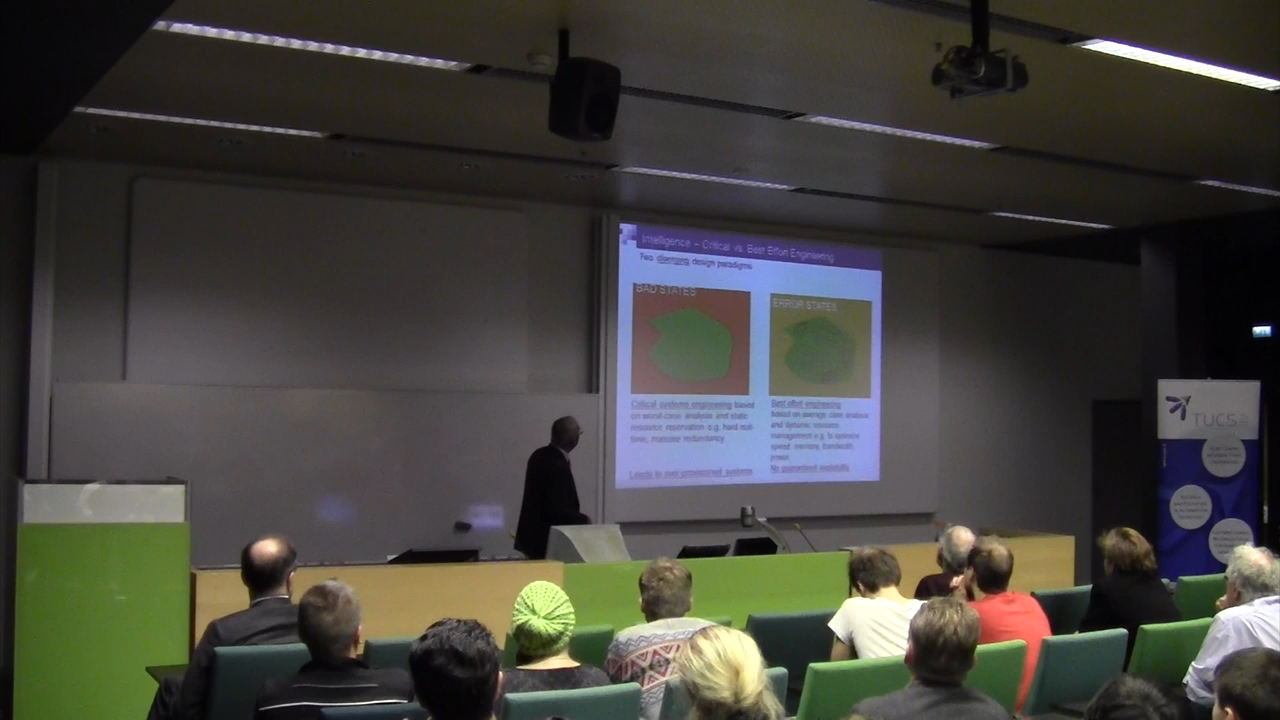 Intelligence – Critical vs. Best Effort Engineering
Two diverging design paradigms
BAD STATES
ERROR STATES
Critical systems engineering based
on worst-case analysis and static
resource reservation e.g. hard real-
time, massive redundancy.
Leads to over-provisioned systems
Best effort engineering
based on average case analysis
and dynamic resource
management e.g. to optimize
speed, memory, bandwidth,
power.
No guaranteed availability
TUCS